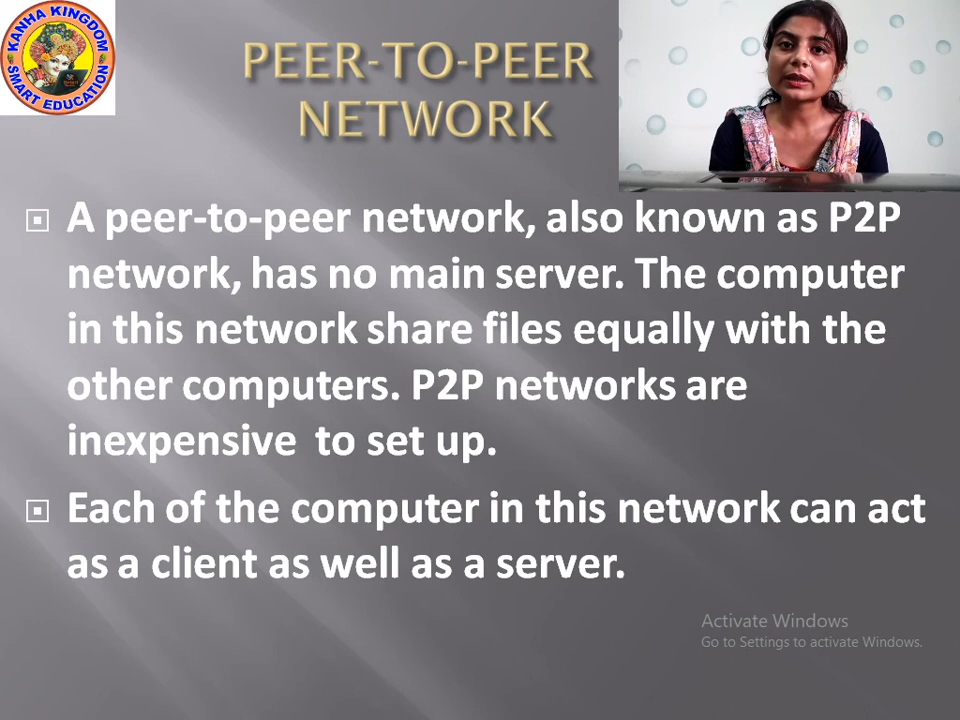 KANHA KINGDOM
SMART EDUCATION
PEER-TO-PEER
NETWORK
A peer-to-peer network, also known as P2P
network, has no main server. The computer
in this network share files equally with the
other computers. P2P networks are
inexpensive to set up.
Each of the computer in this network can act
as a client as well as a server.
Activate Windows
Go to Settings to activate Windows.